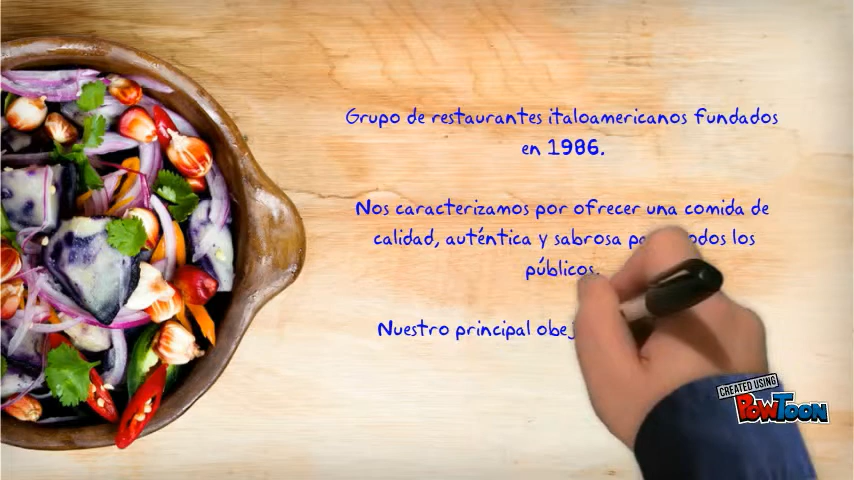 Grupo de restaurantes italoamericanos fundados
en 1986.
Nos caracterizamos por ofrecer una comida de
calidad, auténtica y sabrosa los
públicos.
Nuestro principal
CREATED USING
POWTOON